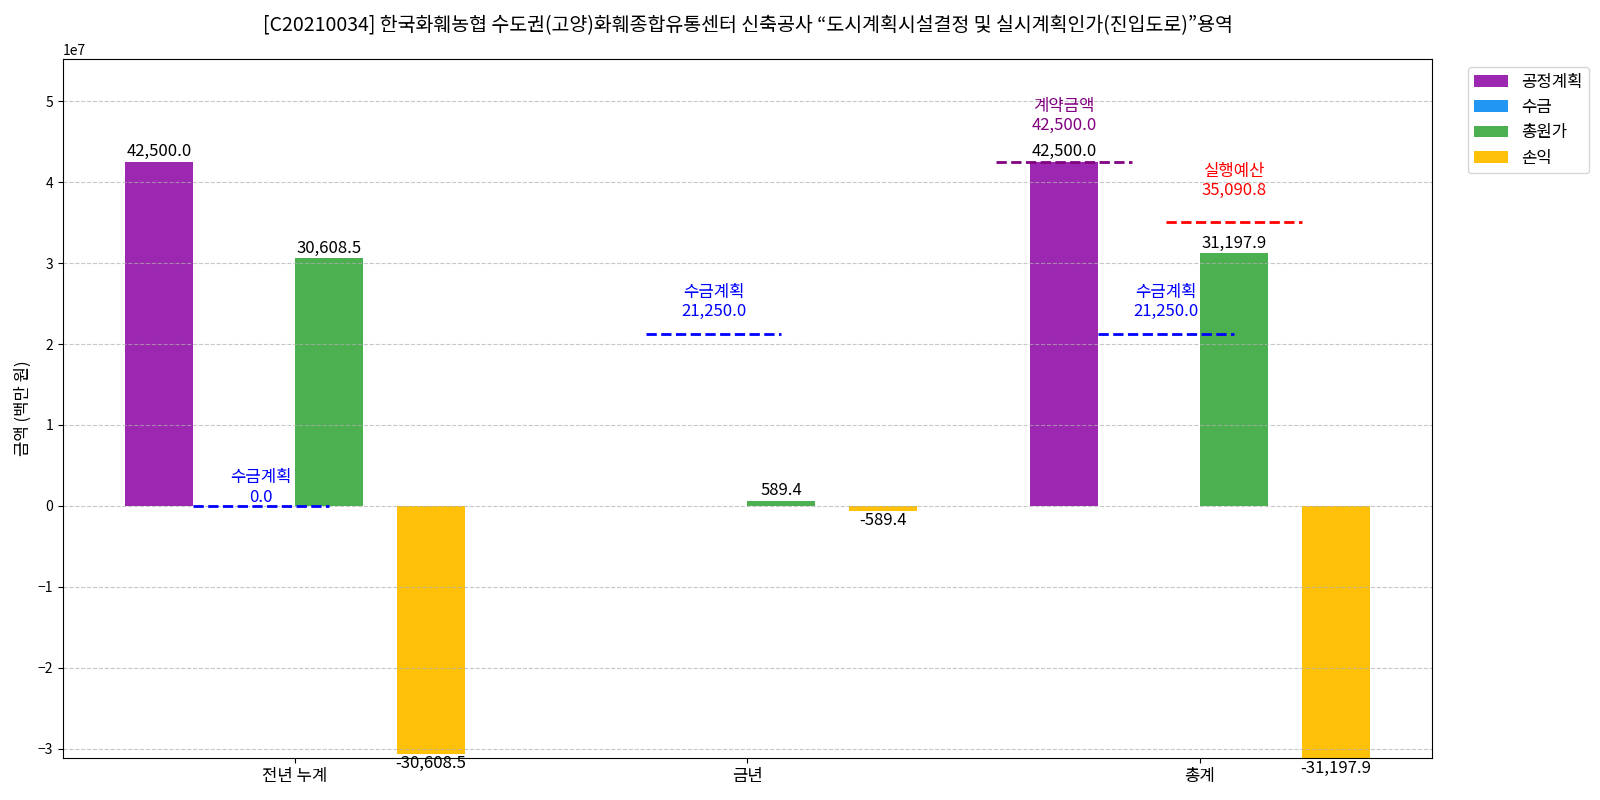 [C20210034] 한국화훼농협 수도권(고양)화훼종합유통센터 신축공사 “도시계획시설결정 및 실시계획인가(진입도로)”용역
1e7
공정계획
수금
총원가
손익
계약금액
42,500.0
42,500.0
42,500.0
실행예산
35,090.8
30,608.5
31,197.9
수금계획
21,250.0
수금계획
21,250.0
수금계획
0.0
589.4
-589.4
-30,608.5
-31,197.9
5
4
3
2
1
0
−1
−2
−3
금액 (백만 원)
전년 누계
금년
총계